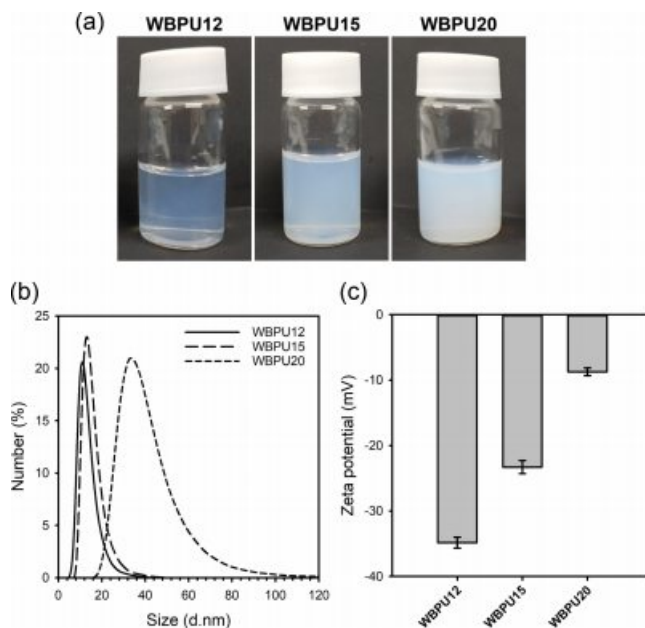 (a)
WBPU12 WBPU15 WBPU20
(b)
25
20
15
10
5
0
Number (%)
WBPU12
WBPU15
WBPU20
0 20 40 60 80 100 120
Size (d.nm)
(c)
0
-10
-20
-30
-40
Zeta potential (mV)
WBPU12 WBPU15 WBPU20